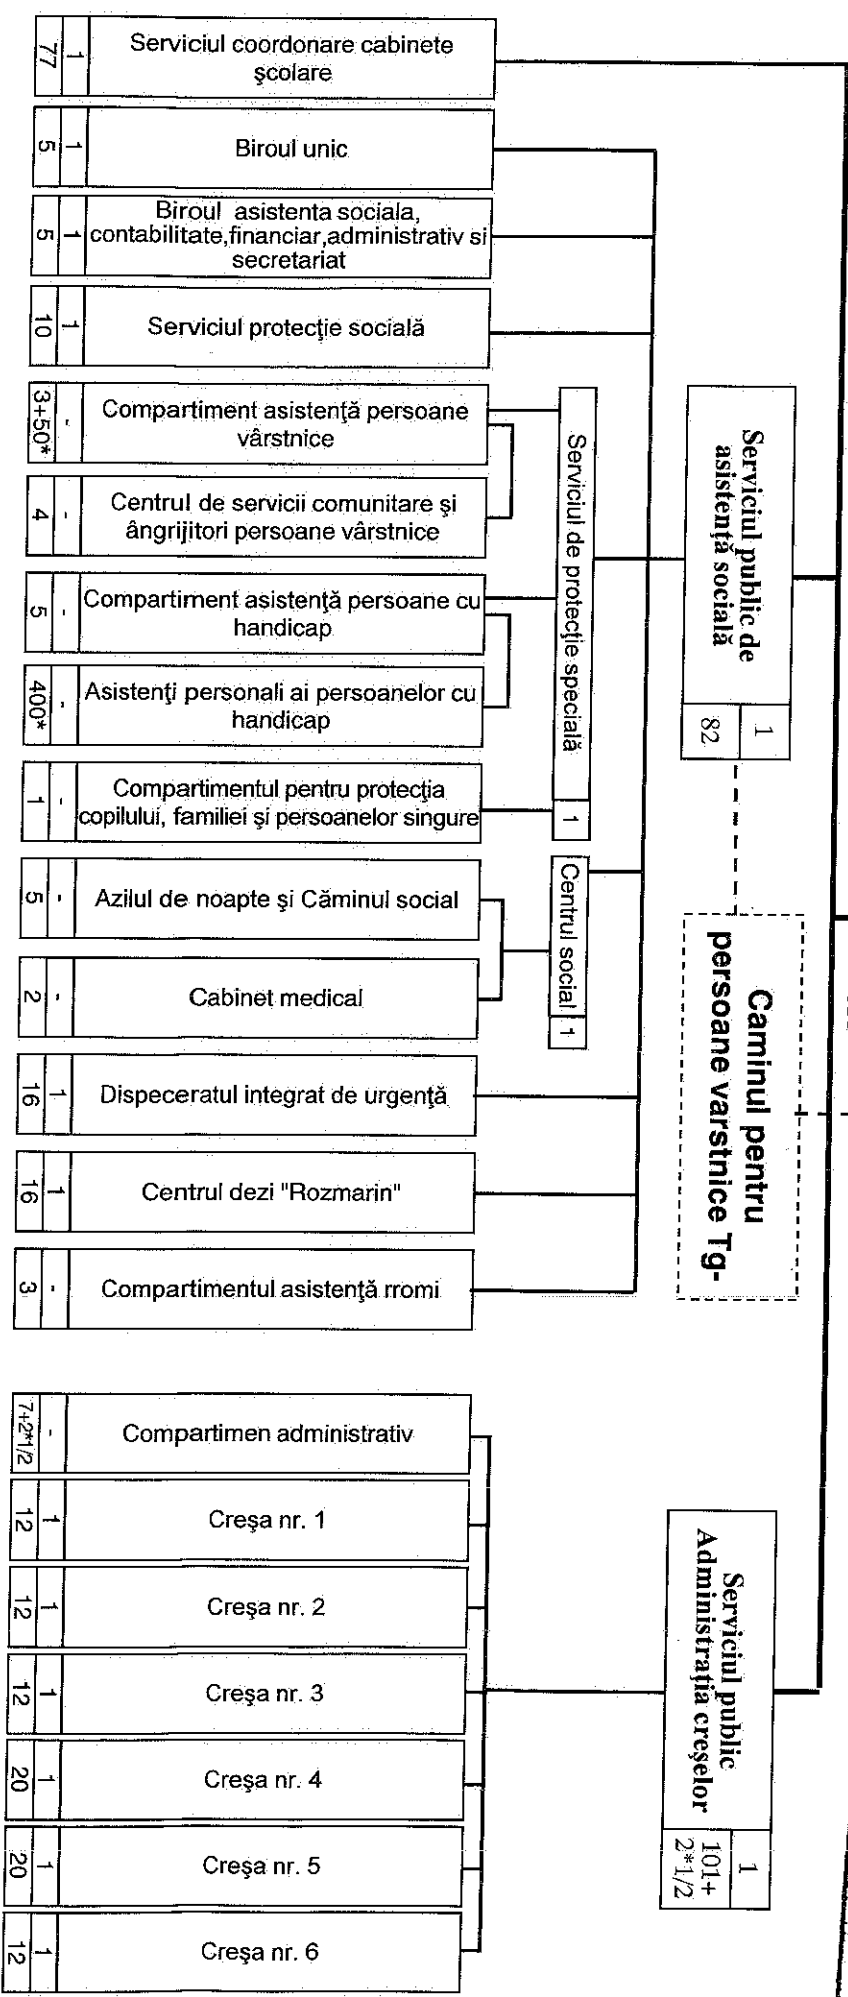 Serviciul coordonare cabinete
şcolare
1
77
Biroul unic
1
5
Biroul asistenta sociala,
contabilitate,financiar,administrativ si
secretariat
1
5
Serviciul protecţie socială
1
10
Compartiment asistenţă persoane
vârstnice
-
3+50*
Centrul de servicii comunitare şi
ângrijitori persoane vârstnice
-
4
Compartiment asistenţă persoane cu
handicap
-
5
Asistenţi personali ai persoanelor cu
handicap
-
400*
Compartimentul pentru protecţia
copilului, familiei şi persoanelor singure
-
1
Azilul de noapte şi Căminul social
-
5
Cabinet medical
-
2
Dispeceratul integrat de urgenţă
1
16
Centrul dezi "Rozmarin"
1
16
Compartimentul asistenţă rromi
-
3
Serviciul de protecţie specială
1
Centrul social
1
Serviciul public de
asistenţă socială
1
82
Caminul pentru
persoane varstnice Tg-
Compartimen administrativ
-
7+2*1/2
Creşa nr. 1
1
12
Creşa nr. 2
1
12
Creşa nr. 3
1
12
Creşa nr. 4
1
20
Creşa nr. 5
1
20
Creşa nr. 6
1
12
Serviciul public
Administraţia creşelor
1
101+
2*1/2